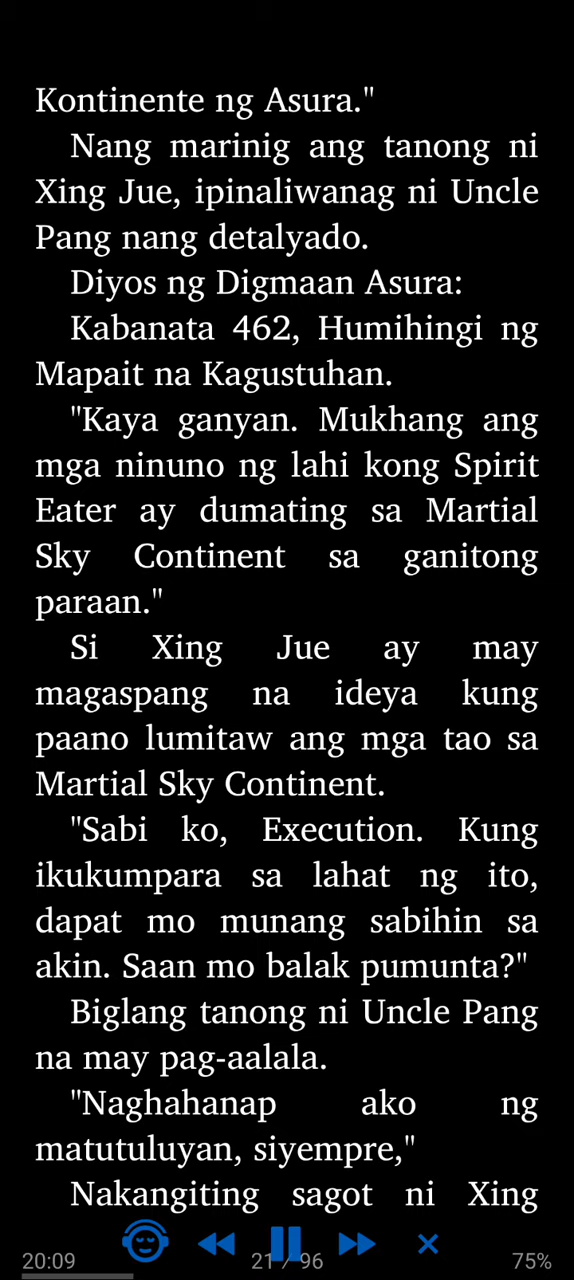 Kontinente ng Asura."
Nang marinig ang tanong ni
Xing Jue, ipinaliwanag ni Uncle
Pang nang detalyado.
Diyos ng Digmaan Asura:
Kabanata 462, Humihingi ng
Mapait na Kagustuhan.
"Kaya ganyan. Mukhang ang
mga ninuno ng lahi kong Spirit
Eater ay dumating sa Martial
Sky Continent sa ganitong
paraan."
Si Xing Jue ay may
magaspang na ideya kung
paano lumitaw ang mga tao sa
Martial Sky Continent.
"Sabi ko, Execution. Kung
ikukumpara sa lahat ng ito,
dapat mo munang sabihin sa
akin. Saan mo balak pumunta?"
Biglang tanong ni Uncle Pang
na may pag-aalala.
"Naghahanap ako ng
matutuluyan, siyempre,"
Nakangiting sagot ni Xing
20:09 21 / 96 75%